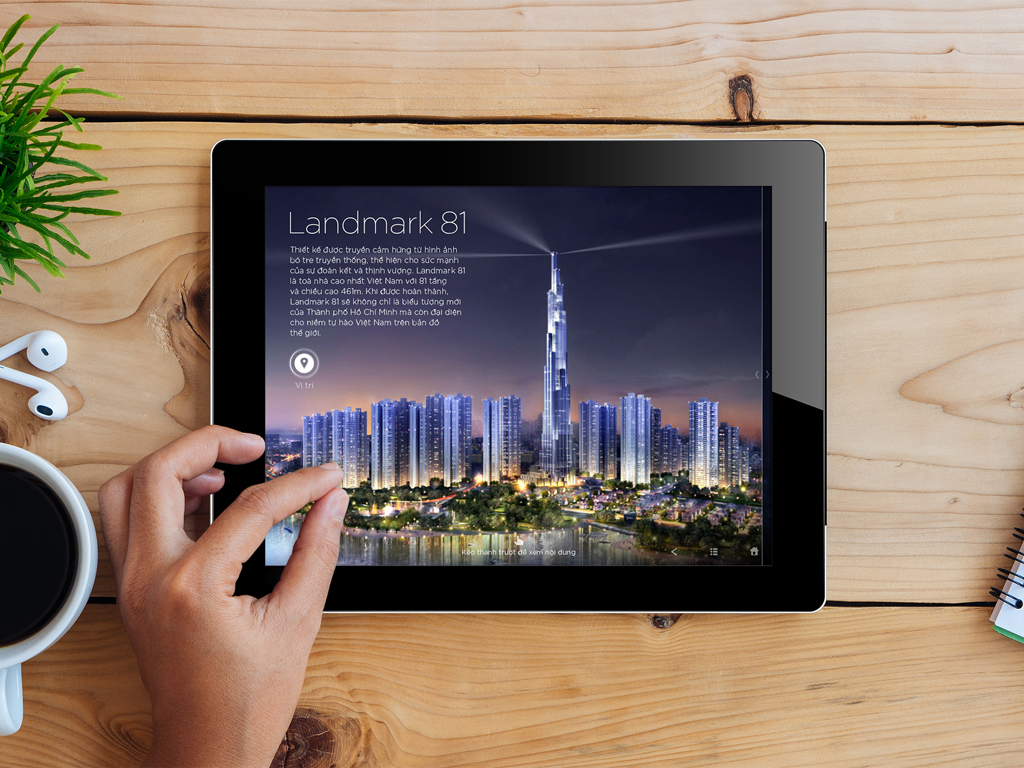 Landmark 81
Thiết kế được truyền cảm hứng từ hình ảnh
bó tre truyền thống, thể hiện cho sức mạnh
của sự đoàn kết và thịnh vượng. Landmark 81
là toà nhà cao nhất Việt Nam với 81 tầng
và chiều cao 461m. Khi được hoàn thành,
Landmark 81 sẽ không chỉ là biểu tượng mới
của Thành phố Hồ Chí Minh mà còn đại diện
cho niềm tự hào Việt Nam trên bản đồ
thế giới.
Vị trí
Kéo thanh trượt để xem nội dung